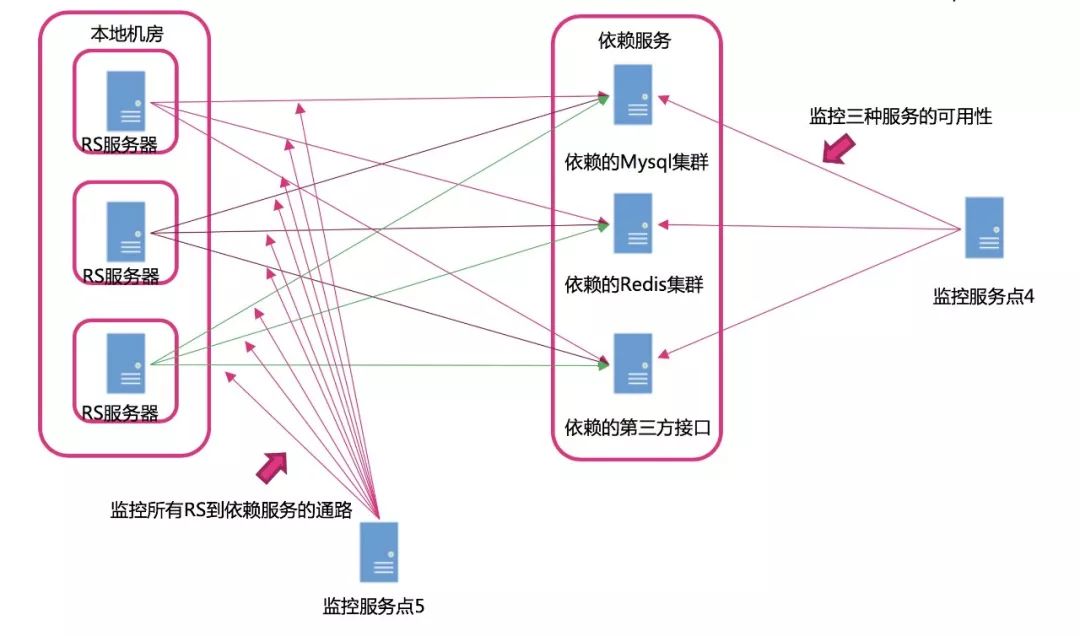 本地机房
RS服务器
RS服务器
RS服务器
依赖服务
依赖的Mysql集群
依赖的Redis集群
依赖的第三方接口
监控三种服务的可用性
监控服务点4
监控所有RS到依赖服务的通路
监控服务点5